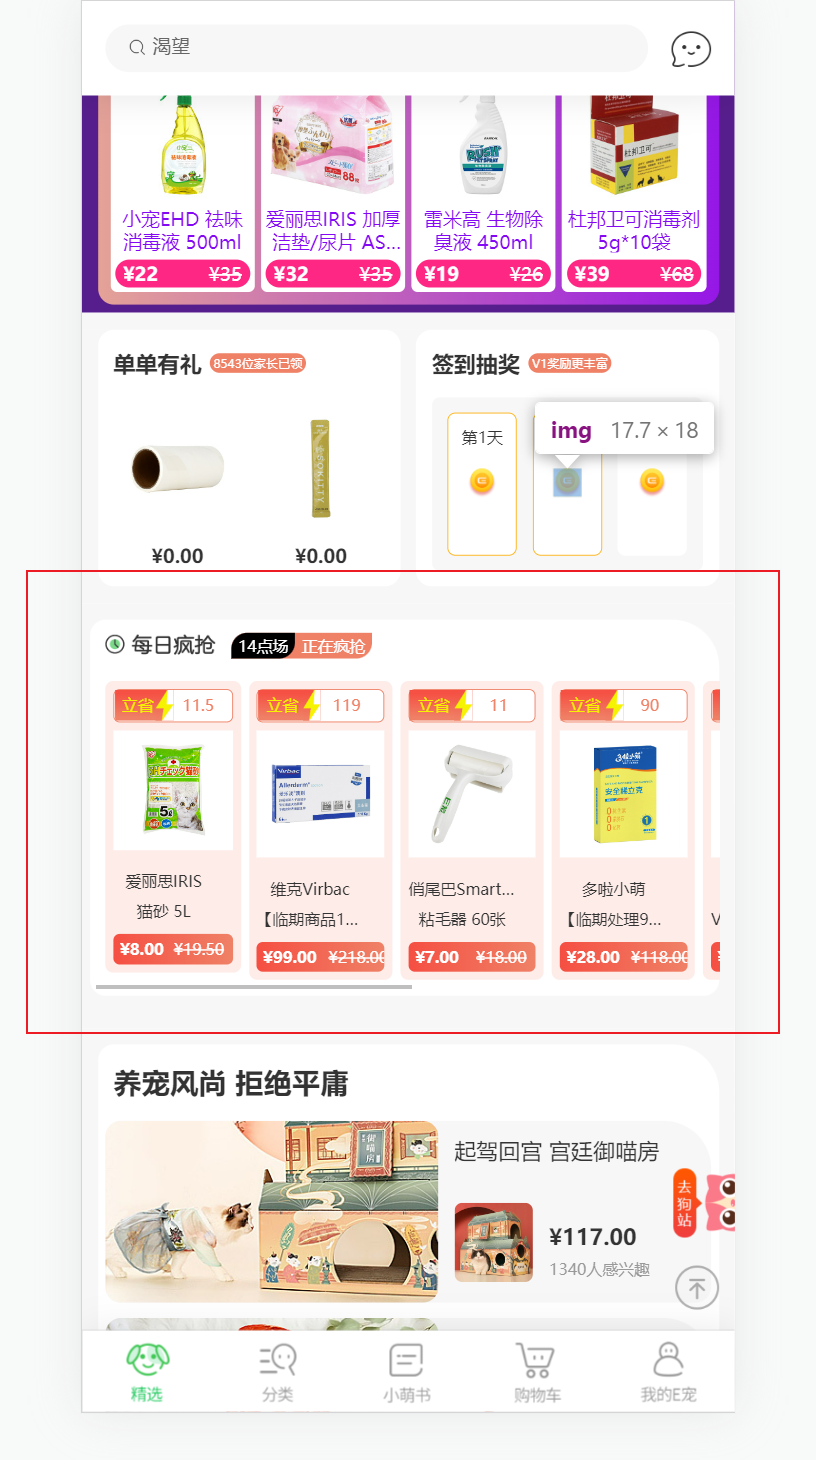 渴望
小宠EHD 祛味
消毒液 500ml
¥22 ¥35
爱丽思IRIS 加厚
洁垫/尿片 AS...
¥32 ¥35
雷米高 生物除
臭液 450ml
¥19 ¥26
杜邦卫可消毒剂
5g*10袋
¥39 ¥68
单单有礼 8543位家长已领
¥0.00 ¥0.00
签到抽奖 V1奖励更丰富
第1天
img 17.7 × 18
每日疯抢 14点场 正在疯抢
立省 11.5
爱丽思IRIS
猫砂 5L
¥8.00 ¥19.50
立省 119
Virbac
维克Virbac
【临期商品1...
¥99.00 ¥218.00
立省 11
俏尾巴Smart...
粘毛器 60张
¥7.00 ¥18.00
立省 90
多啦小萌
【临期处理9...
¥28.00 ¥118.00
养宠风尚 拒绝平庸
御喵房
起驾回宫 宫廷御喵房
¥117.00
1340人感兴趣
去狗站
精选 分类 小萌书 购物车 我的E宠